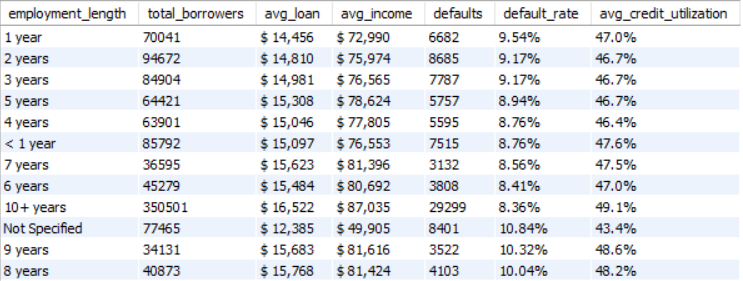 employment_length total_borrowers avg_loan avg_income defaults default_rate avg_credit_utilization
1 year 70041 $ 14,456 $ 72,990 6682 9.54% 47.0%
2 years 94672 $ 14,810 $ 75,974 8685 9.17% 46.7%
3 years 84904 $ 14,981 $ 76,565 7787 9.17% 46.7%
5 years 64421 $ 15,308 $ 78,624 5757 8.94% 46.7%
4 years 63901 $ 15,046 $ 77,805 5595 8.76% 46.4%
< 1 year 85792 $ 15,097 $ 76,553 7515 8.76% 47.6%
7 years 36595 $ 15,623 $ 81,396 3132 8.56% 47.5%
6 years 45279 $ 15,484 $ 80,692 3808 8.41% 47.0%
10+ years 350501 $ 16,522 $ 87,035 29299 8.36% 49.1%
Not Specified 77465 $ 12,385 $ 49,905 8401 10.84% 43.4%
9 years 34131 $ 15,683 $ 81,616 3522 10.32% 48.6%
8 years 40873 $ 15,768 $ 81,424 4103 10.04% 48.2%